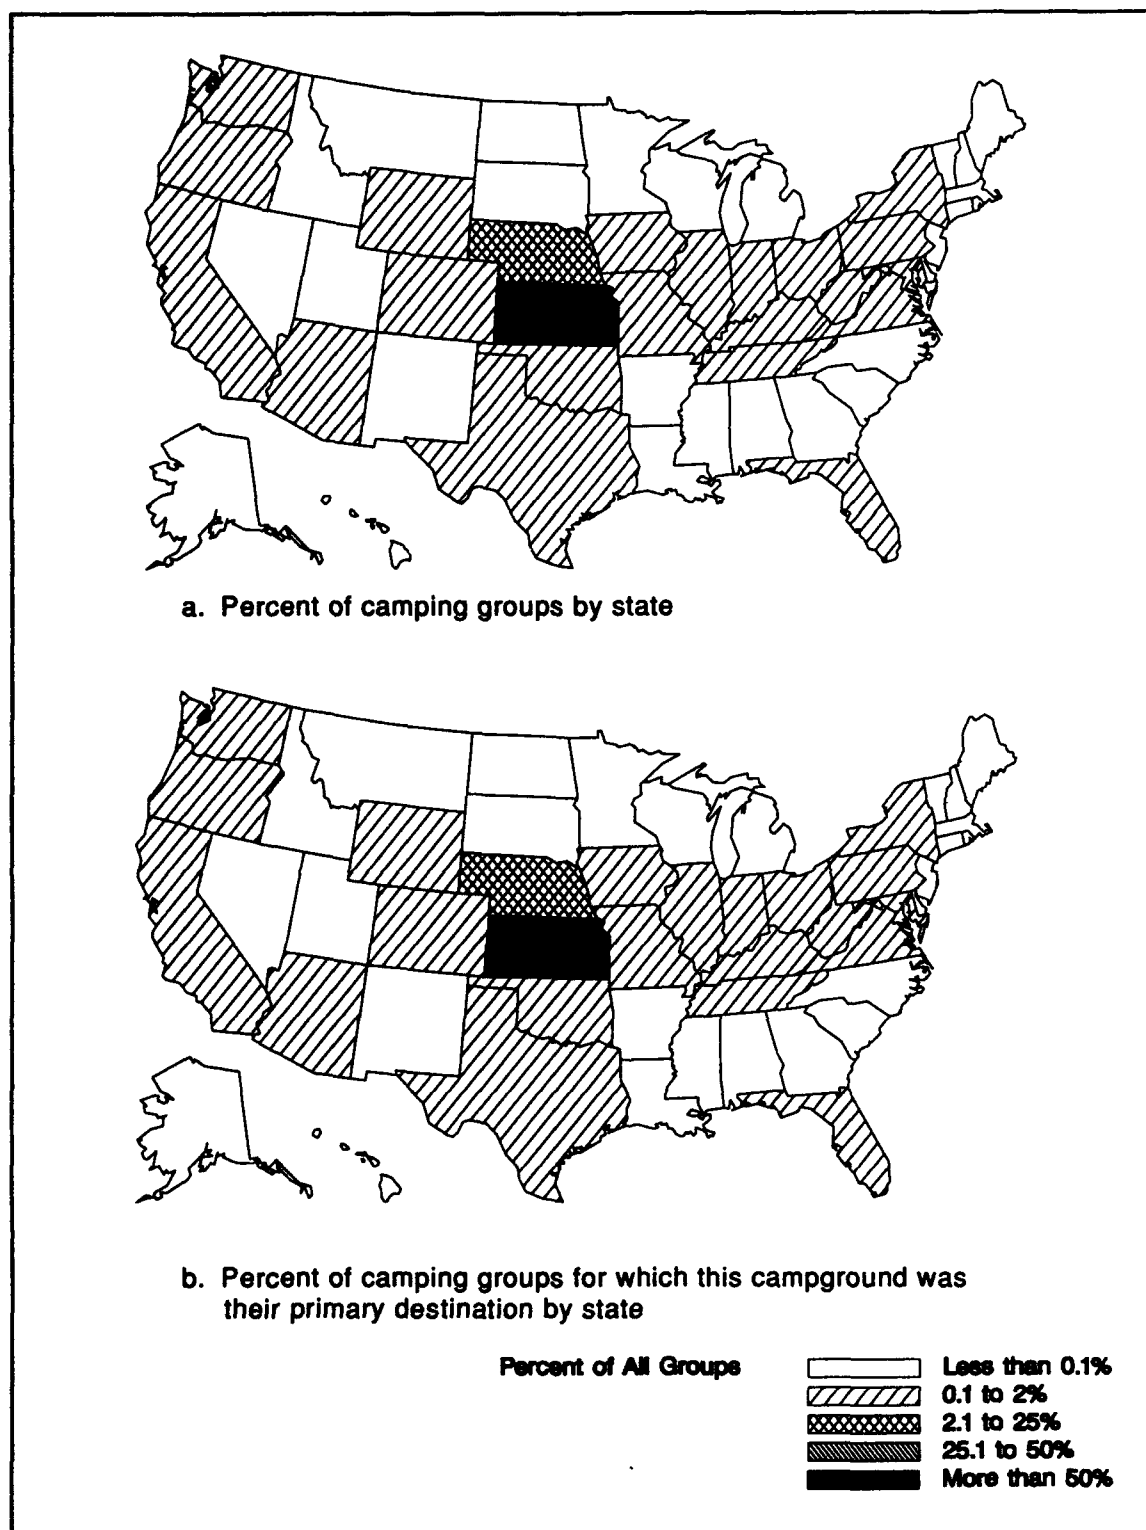 a. Percent of camping groups by state
b. Percent of camping groups for which this campground was
their primary destination by state
Percent of All Groups
Less than 0.1%
0.1 to 2%
2.1 to 25%
25.1 to 50%
More than 50%